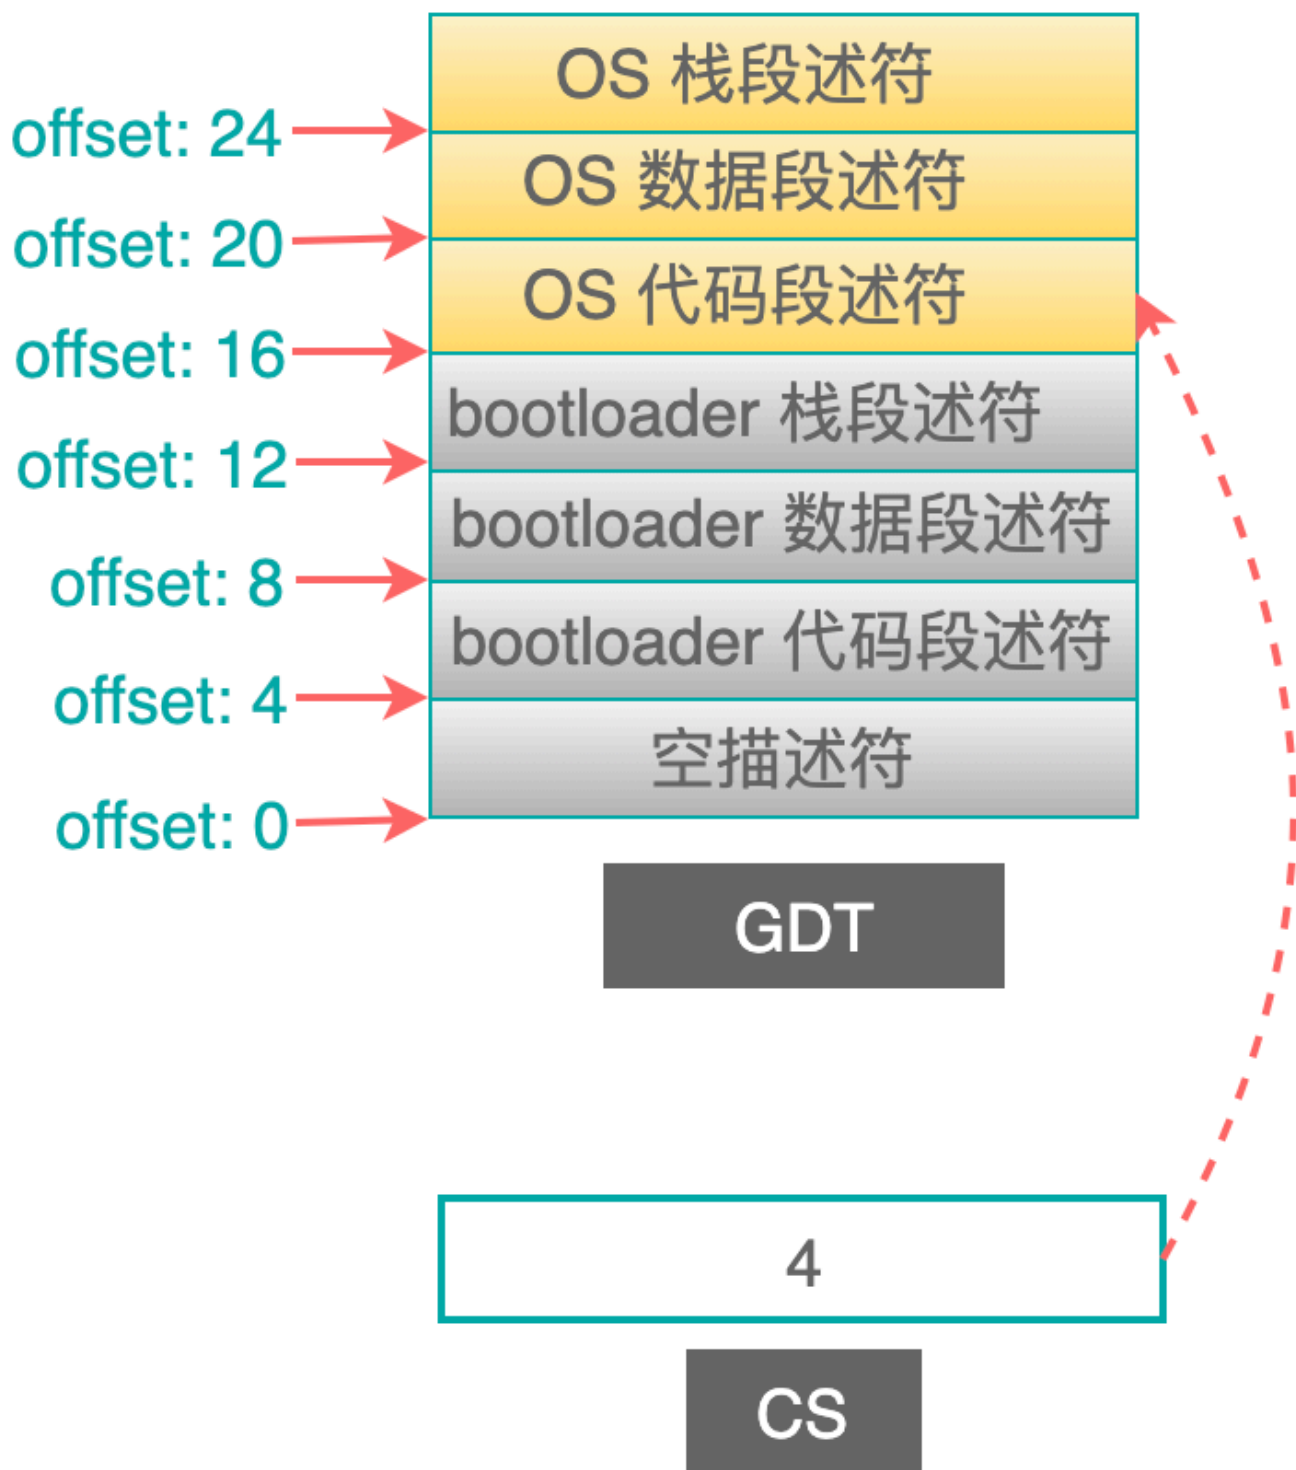 OS 栈段述符
offset: 24
OS 数据段述符
offset: 20
OS 代码段述符
offset: 16
bootloader 栈段述符
offset: 12
bootloader 数据段述符
offset: 8
bootloader 代码段述符
offset: 4
空描述符
offset: 0
GDT
4
CS